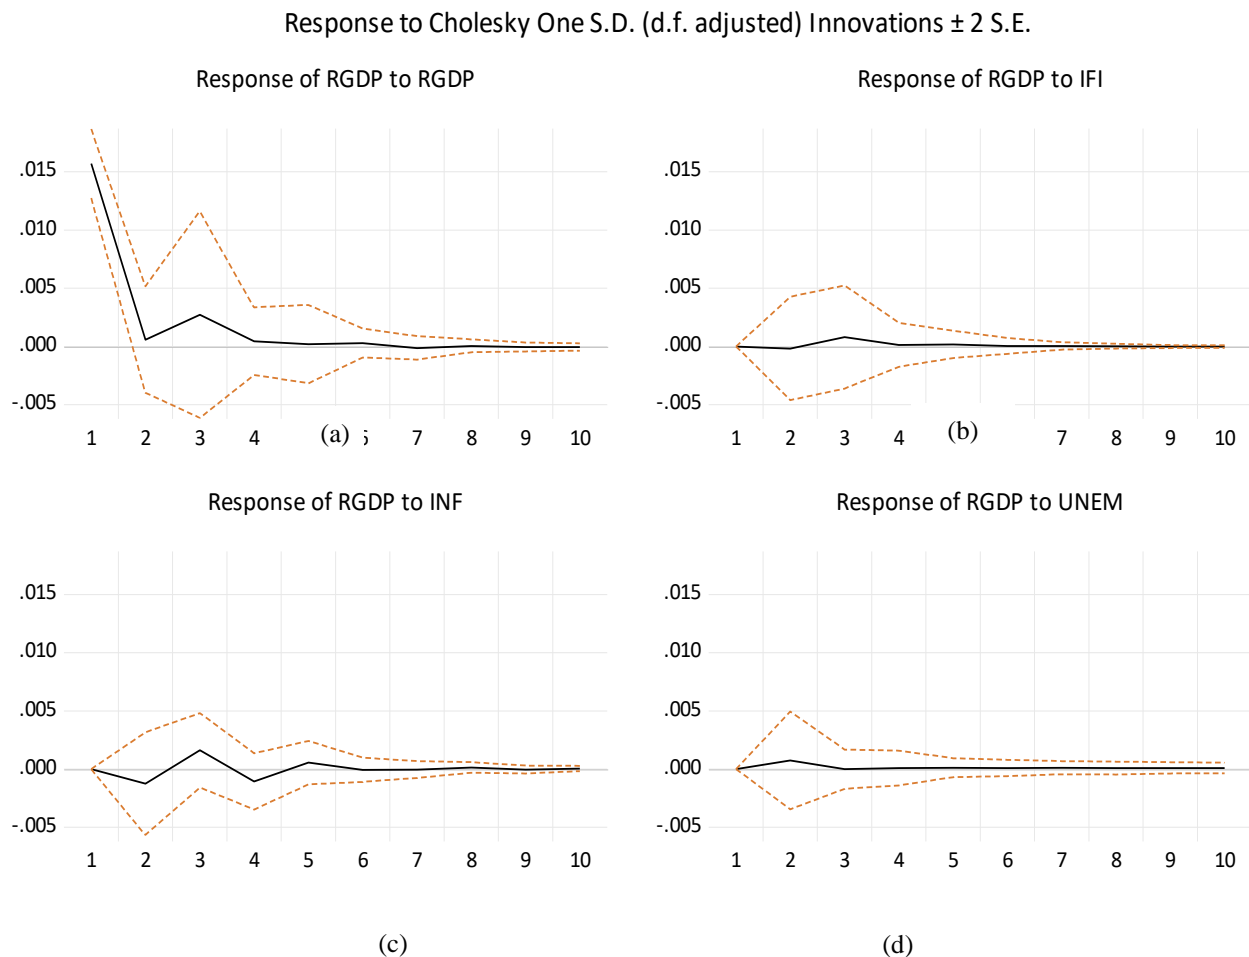 Response to Cholesky One S.D. (d.f. adjusted) Innovations ± 2 S.E.
Response of RGDP to RGDP
.015
.010
.005
.000
-.005
1 2 3 4 (a) 7 8 9 10
Response of RGDP to IFI
.015
.010
.005
.000
-.005
1 2 3 4 (b) 7 8 9 10
Response of RGDP to INF
.015
.010
.005
.000
-.005
1 2 3 4 5 6 7 8 9 10
(c)
Response of RGDP to UNEM
.015
.010
.005
.000
-.005
1 2 3 4 5 6 7 8 9 10
(d)